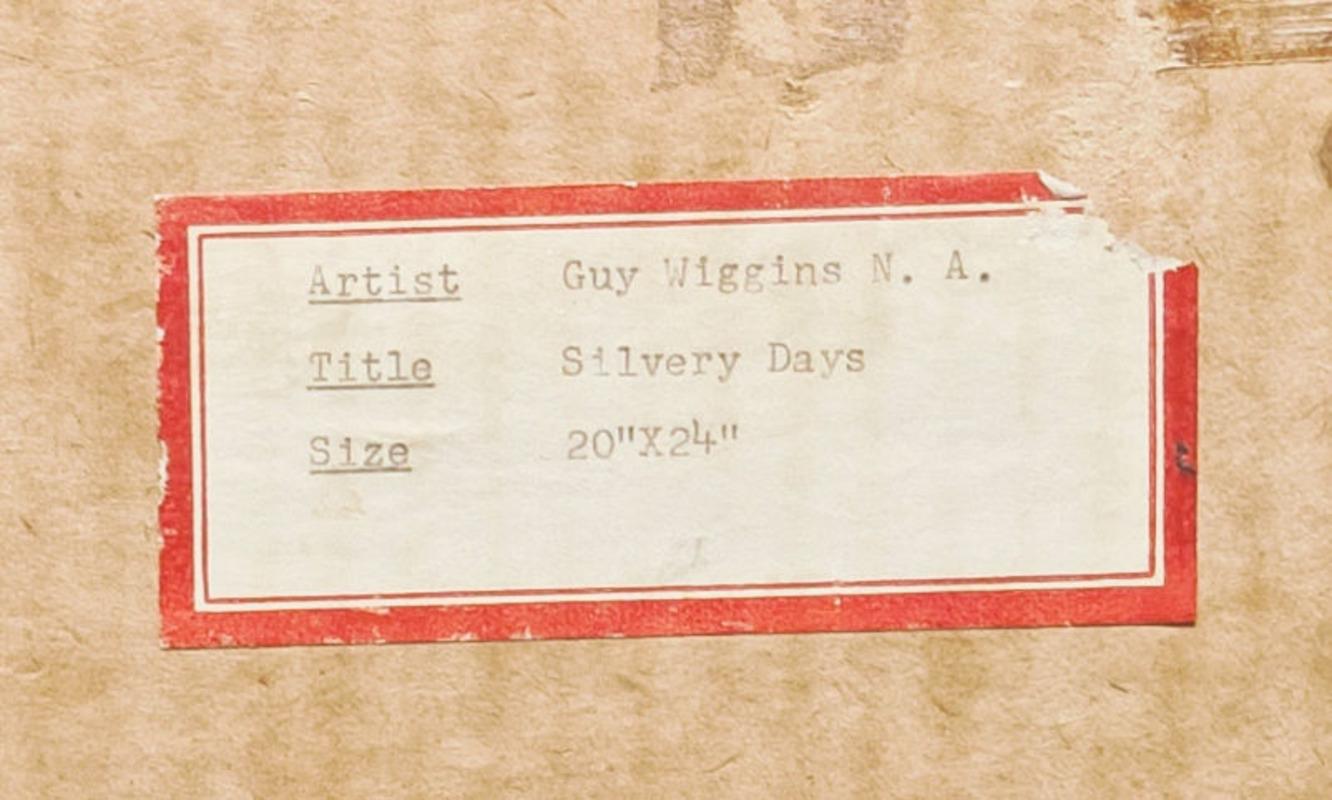 Artist Guy Wiggins N. A.
Title Silvery Days
Size 20"X24"